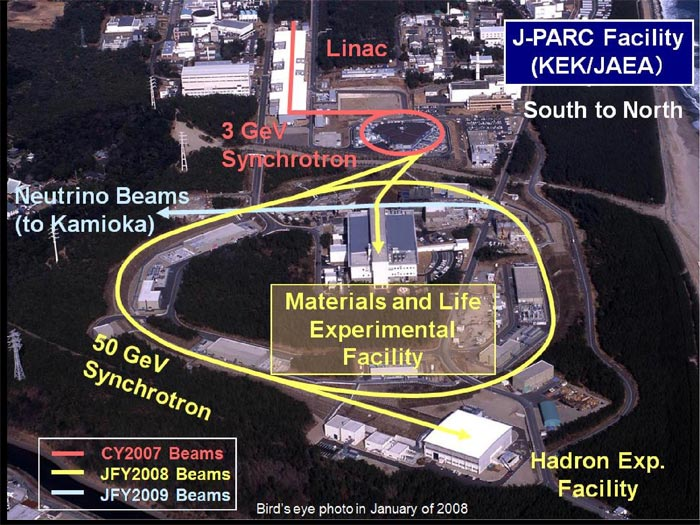 J-PARC Facility
(KEK/JAEA）
South to North
Linac
3 GeV
Synchrotron
Neutrino Beams
(to Kamioka)
Materials and Life
Experimental
Facility
50 GeV
Synchrotron
Hadron Exp.
Facility
CY2007 Beams
JFY2008 Beams
JFY2009 Beams
Bird's eye photo in January of 2008